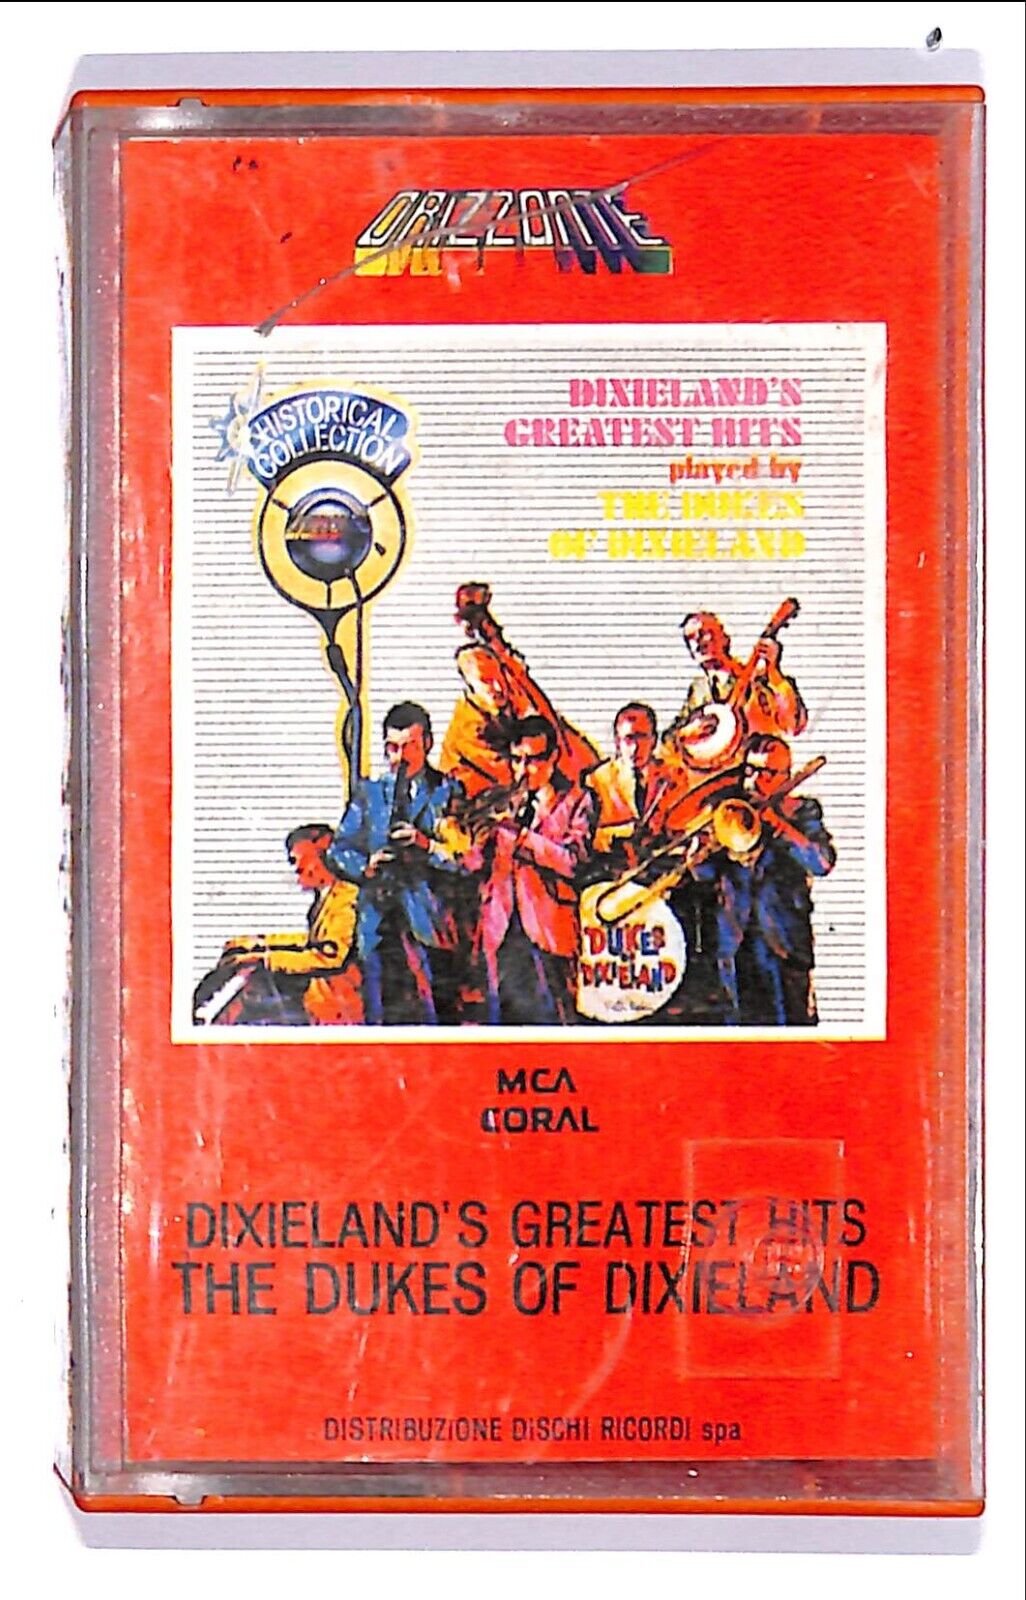 ORIZZONTE
HISTORICAL
COLLECTION
DIXIELAND'S
GREATEST HITS
played by
THE DUKES
OF DIXIELAND
DUKES
DIXIELAND
MCA
CORAL
DIXIELAND'S GREATEST HITS
THE DUKES OF DIXIELAND
DISTRIBUZIONE DISCHI RICORDI spa